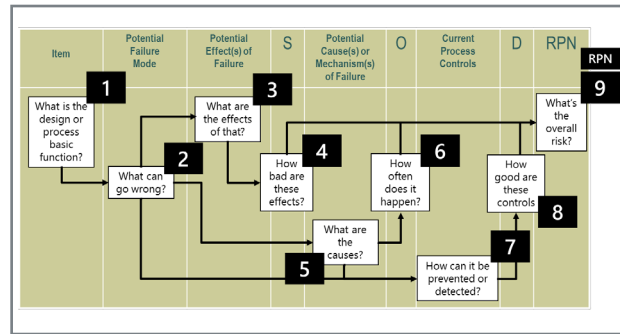 Item
Potential
Failure
Mode
Potential
Effect(s) of
Failure
S
Potential
Cause(s) or
Mechanism(s)
of Failure
O
Current
Process
Controls
D
RPN
RPN
1
What is the
design or
process
basic
function?
2
What can
go wrong?
3
What are
the effects
of that?
4
How
bad are
these
effects?
5
What are
the
causes?
6
How
often
does it
happen?
7
How can it be
prevented or
detected?
8
How
good are
these
controls
9
What's
the
overall
risk?